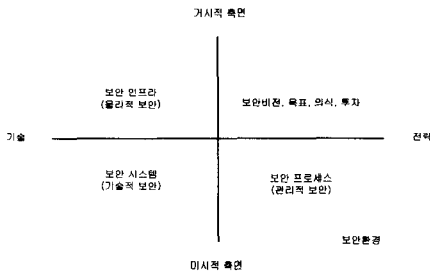 거시적 측면
보안 인프라
(물리적 보안)
보안비전, 목표, 의식, 투자
기술
전략
보안 시스템
(기술적 보안)
보안 프로세스
(관리적 보안)
보안환경
미시적 측면